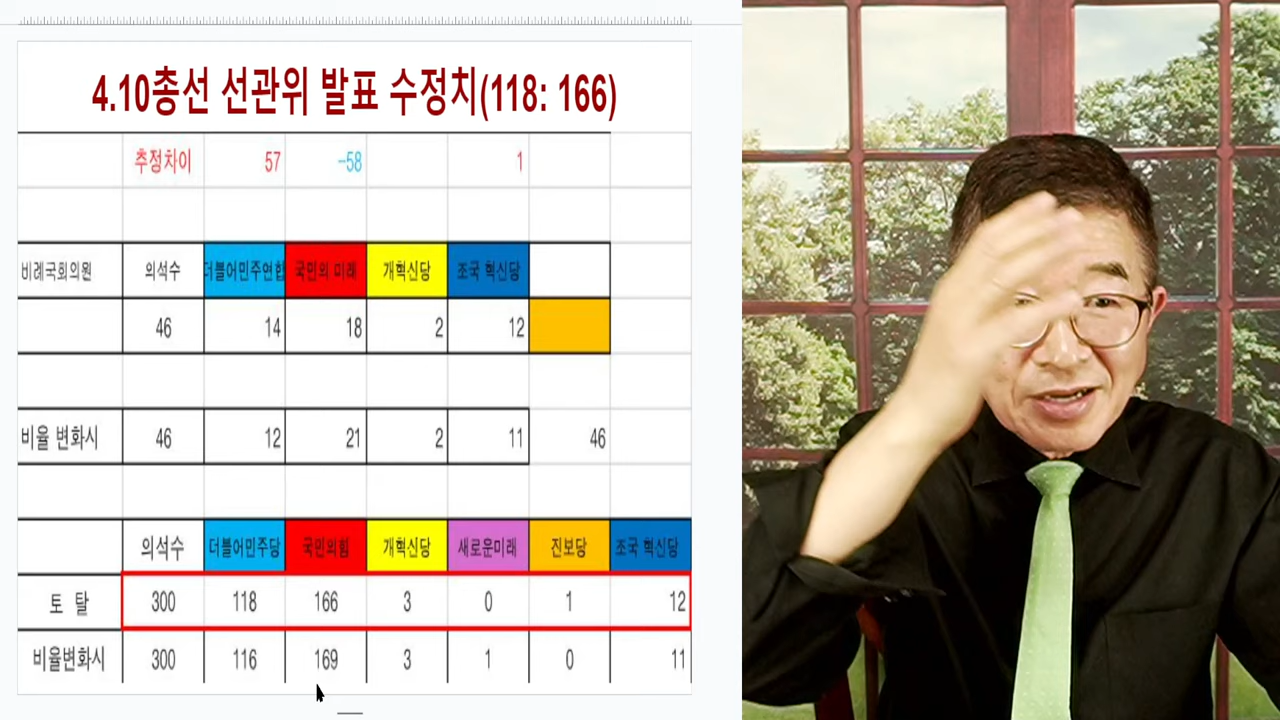 4.10총선 선관위 발표 수정치(118: 166)
추정차이 57 -58 1
비례국회의원 의석수 더불어민주연합 국민의 미래 개혁신당 조국 혁신당
46 14 18 2 12
비율 변화시 46 12 21 2 11 46
의석수 더불어민주당 국민의힘 개혁신당 새로운미래 진보당 조국 혁신당
토 탈 300 118 166 3 0 1 12
비율변화시 300 116 169 3 1 0 11